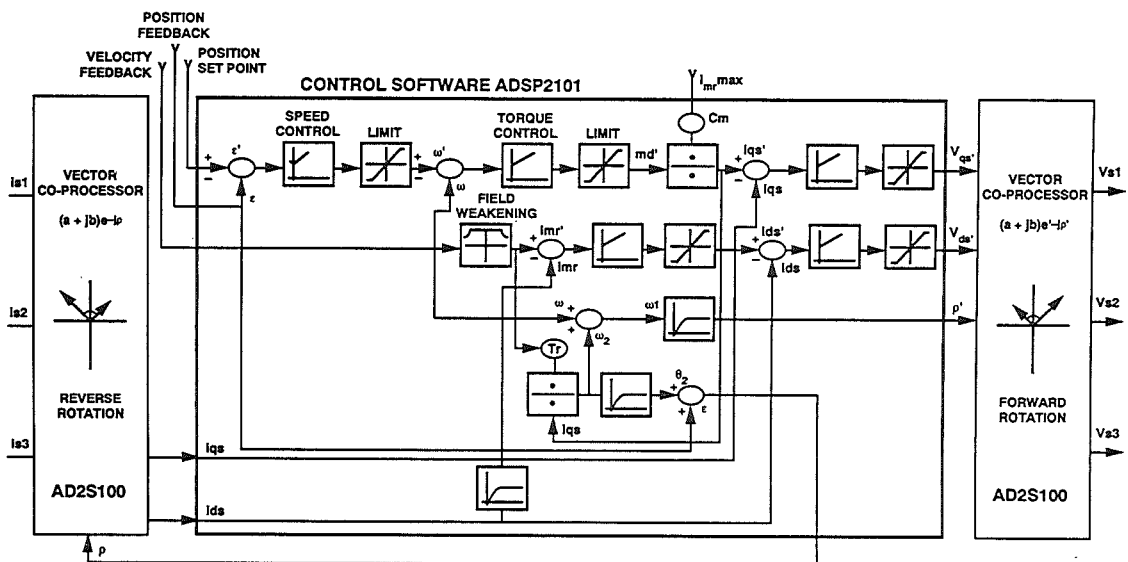 POSITION
FEEDBACK
VELOCITY
FEEDBACK
POSITION
SET POINT
CONTROL SOFTWARE ADSP2101
Imr max
Cm
SPEED
CONTROL
LIMIT
TORQUE
CONTROL
LIMIT
ε'
+
−
ε
+
−
ω'
ω
md'
+
−
Iqs'
Iqs
Vqs'
FIELD
WEAKENING
Imr'
+
−
Imr
+
−
Ids'
Ids
Vds'
ω
+
+
ω2
ω1
ρ'
Tr
θ2
+
+
ε
Iqs
VECTOR
CO-PROCESSOR
(a + jb)e–jρ
REVERSE
ROTATION
AD2S100
Is1
Is2
Is3
Iqs
Ids
ρ
VECTOR
CO-PROCESSOR
(a + jb)e'–jρ'
FORWARD
ROTATION
AD2S100
Vs1
Vs2
Vs3